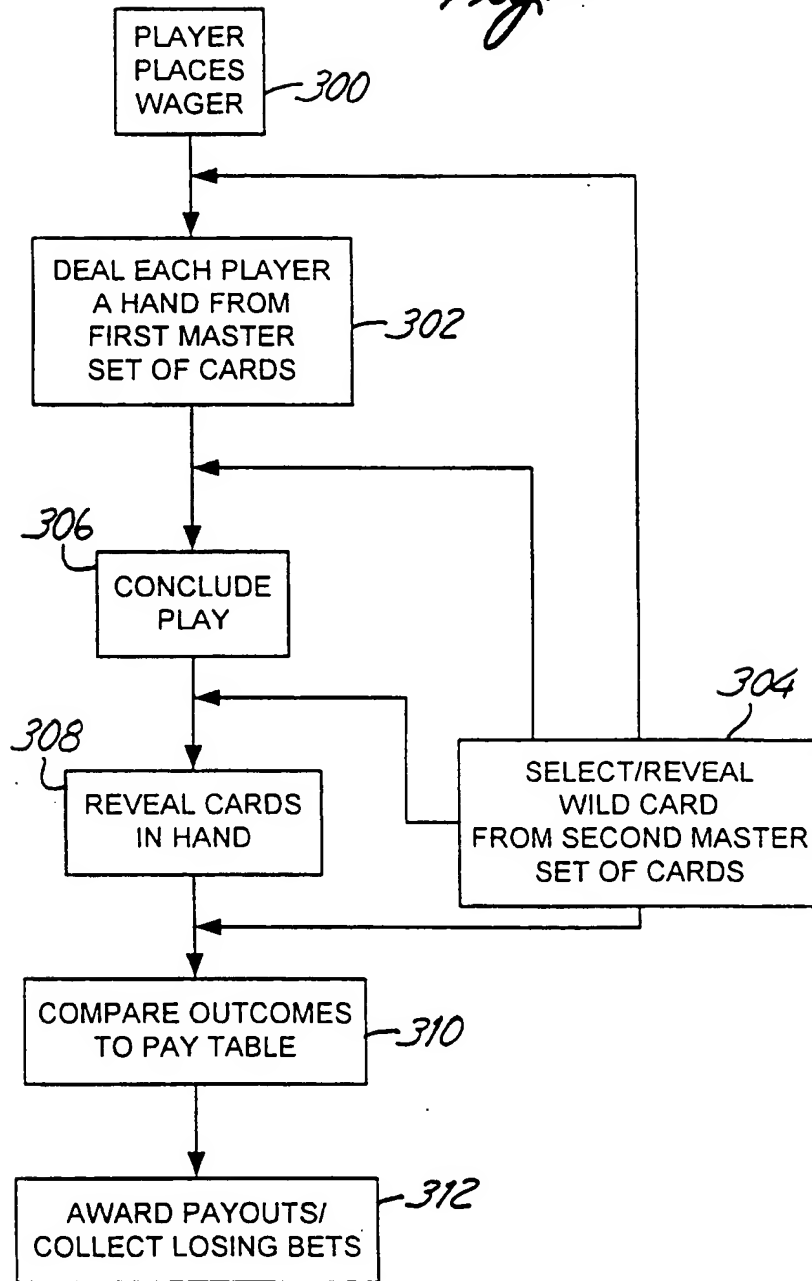 PLAYER
PLACES
WAGER
300
DEAL EACH PLAYER
A HAND FROM
FIRST MASTER
SET OF CARDS
302
306
CONCLUDE
PLAY
304
SELECT/REVEAL
WILD CARD
FROM SECOND MASTER
SET OF CARDS
308
REVEAL CARDS
IN HAND
COMPARE OUTCOMES
TO PAY TABLE
310
AWARD PAYOUTS/
COLLECT LOSING BETS
312